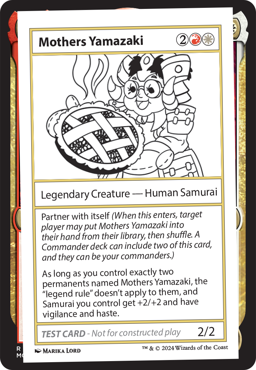 Mothers Yamazaki 2
Legendary Creature — Human Samurai
Partner with itself (When this enters, target
player may put Mothers Yamazaki into
their hand from their library, then shuffle. A
Commander deck can include two of this card,
and they can be your commanders.)
As long as you control exactly two
permanents named Mothers Yamazaki, the
"legend rule" doesn't apply to them, and
Samurai you control get +2/+2 and have
vigilance and haste.
TEST CARD - Not for constructed play 2/2
Marika Lord ™ & © 2024 Wizards of the Coast